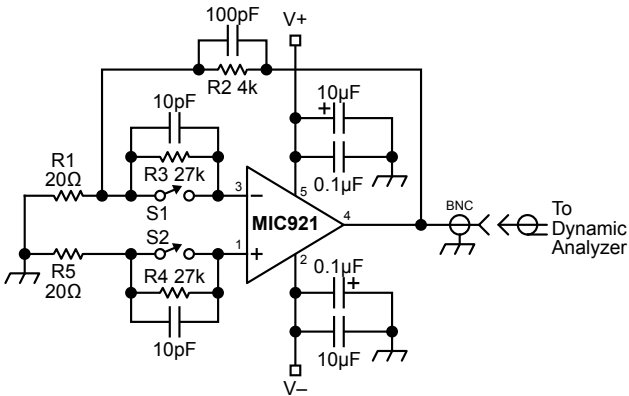 100pF
V+
R2 4k
10pF
10µF
+
R1
20Ω
R3 27k
0.1µF
S1
3
−
5
MIC921
4
BNC
To
Dynamic
Analyzer
S2
1
+
2
R5
20Ω
R4 27k
0.1µF
+
10pF
10µF
V−